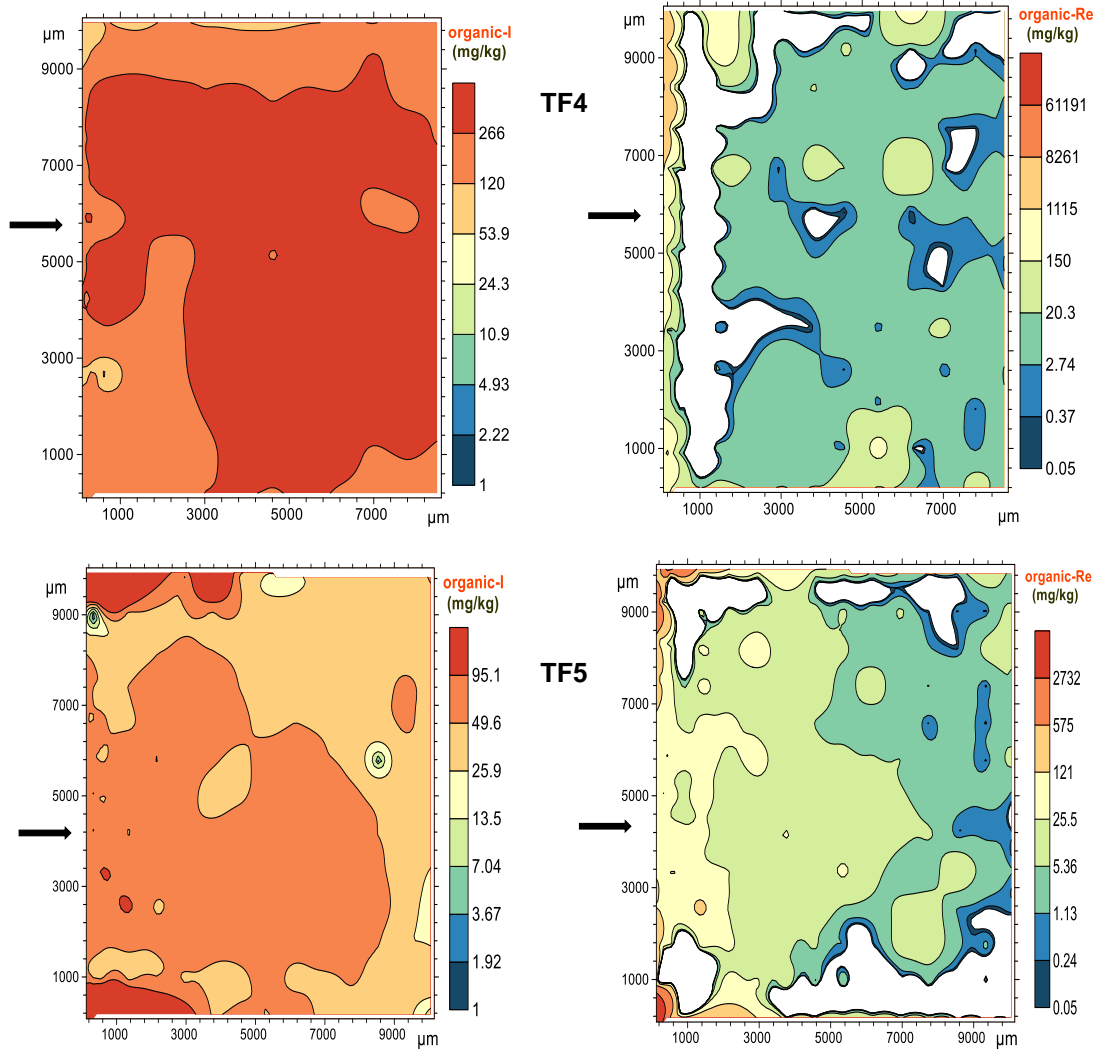 µm
organic-I
(mg/kg)
9000
7000
5000
3000
1000
266
120
53.9
24.3
10.9
4.93
2.22
1
1000 3000 5000 7000
µm
TF4
µm
organic-Re
(mg/kg)
9000
7000
5000
3000
1000
61191
8261
1115
150
20.3
2.74
0.37
0.05
1000 3000 5000 7000
µm
µm
organic-I
(mg/kg)
9000
7000
5000
3000
1000
95.1
49.6
25.9
13.5
7.04
3.67
1.92
1
1000 3000 5000 7000 9000
µm
TF5
µm
organic-Re
(mg/kg)
9000
7000
5000
3000
1000
2732
575
121
25.5
5.36
1.13
0.24
0.05
1000 3000 5000 7000 9000
µm